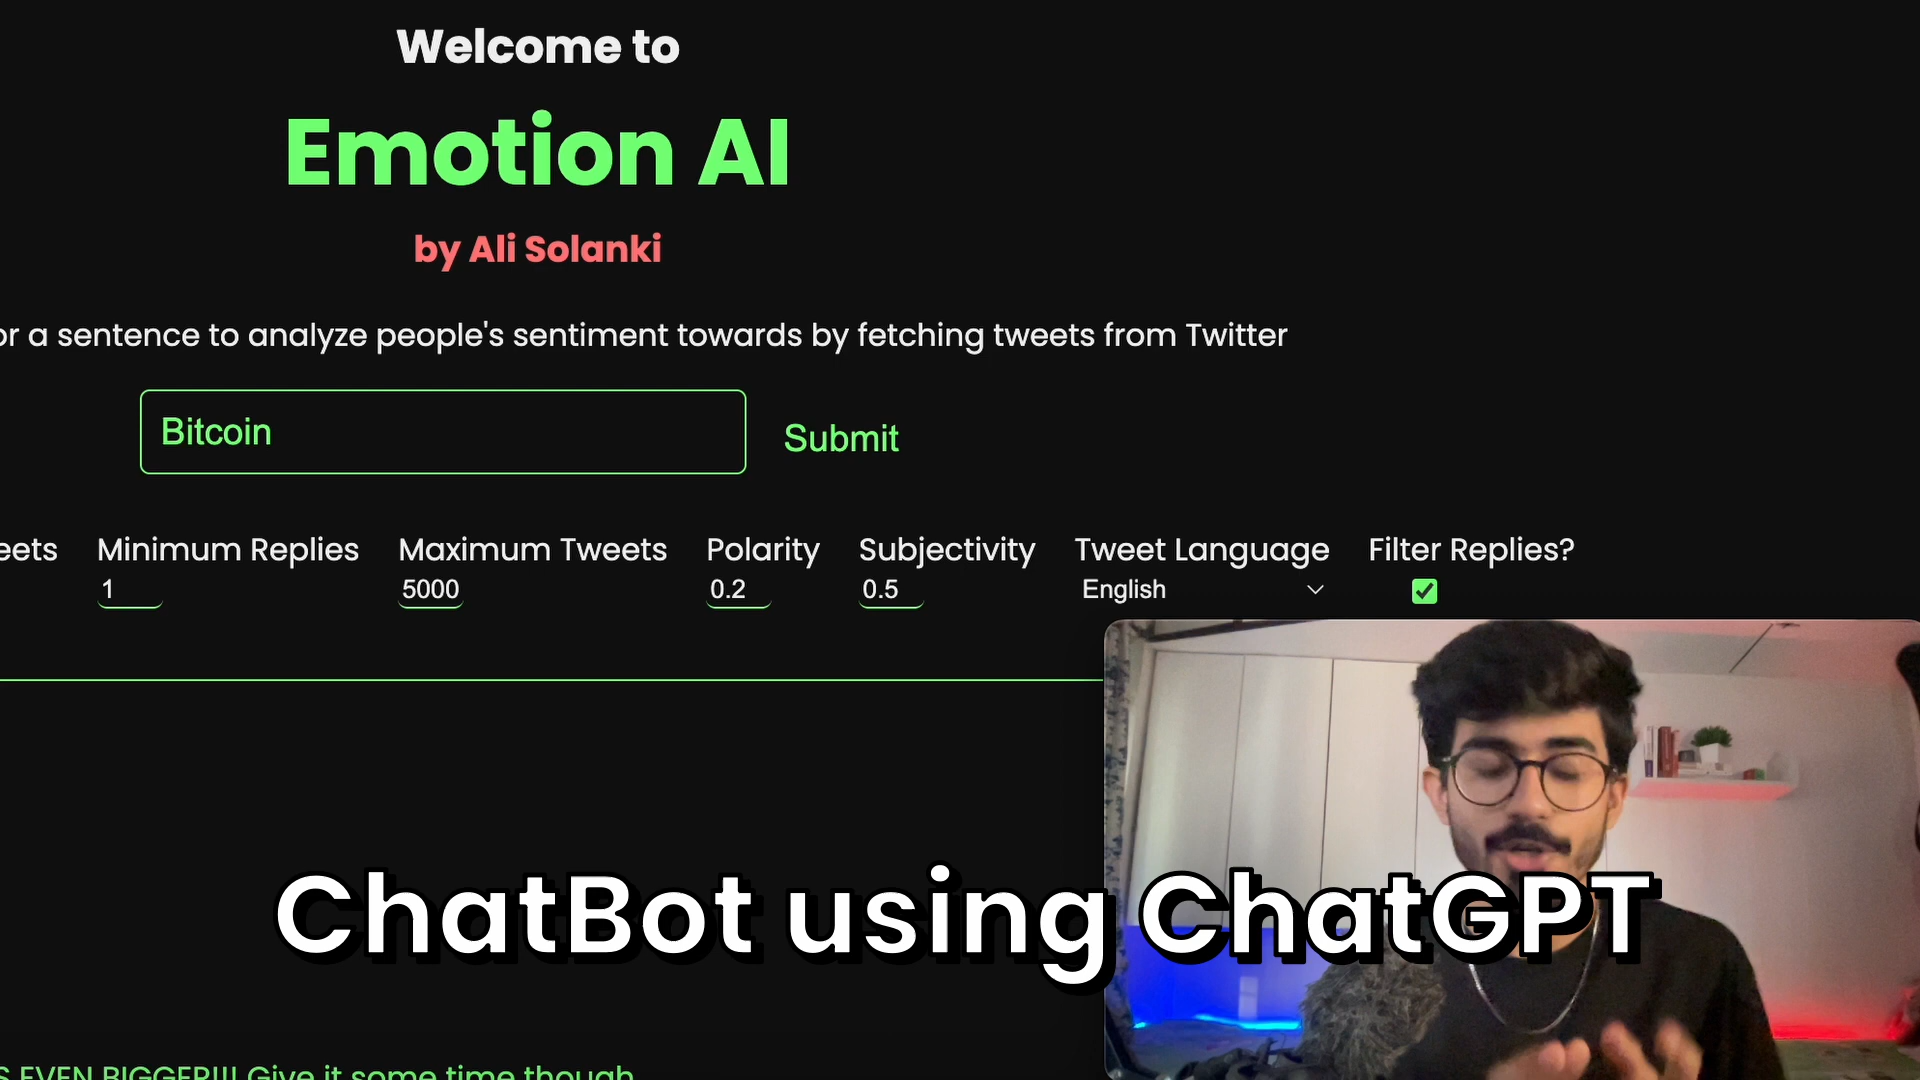 Welcome to
Emotion AI
by Ali Solanki
or a sentence to analyze people's sentiment towards by fetching tweets from Twitter
Bitcoin
Submit
Minimum Replies Maximum Tweets Polarity Subjectivity Tweet Language Filter Replies?
1 5000 0.2 0.5 English
ChatBot using ChatGPT
EVEN BIGGER!!! Give it some time though